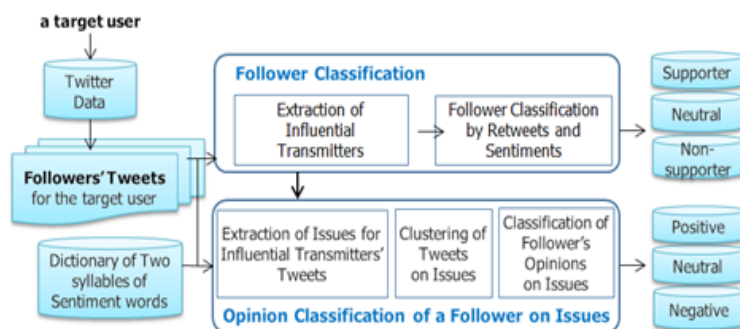 a target user
Twitter
Data
Followers' Tweets
for the target user
Dictionary of Two
syllables of
Sentiment words
Follower Classification
Extraction of
Influential
Transmitters
Follower Classification
by Retweets and
Sentiments
Supporter
Neutral
Non-
supporter
Extraction of Issues for
Influential Transmitters'
Tweets
Clustering of
Tweets
on Issues
Classification of
Follower's
Opinions
on Issues
Opinion Classification of a Follower on Issues
Positive
Neutral
Negative